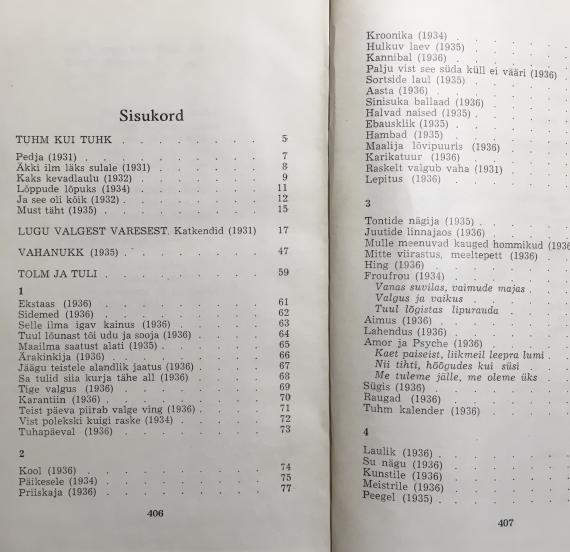 Sisukord
TUHM KUI TUHK . . . . . . . 5
Pedja (1931) . . . . . . . . 7
Äkki ilm läks sulale (1931) . . . . . 8
Kaks kevadlaulu (1932) . . . . . . 9
Lõppude lõpuks (1934) . . . . . . 11
Ja see oli kõik (1932) . . . . . . 12
Must täht (1935) . . . . . . . 15
LUGU VALGEST VARESEST. Katkendid (1931) 17
VAHANUKK (1935) . . . . . . . 47
TOLM JA TULI . . . . . . . . 59
1
Ekstaas (1936) . . . . . . . 61
Sidemed (1936) . . . . . . . 62
Selle ilma igav kainus (1936) . . . . 63
Tuul lõunast tõi udu ja sooja (1936) . . . 64
Maailma saatust alati (1935) . . . . . 65
Ärakinkija (1936) . . . . . . . 66
Jäägu teistele alandlik jaatus (1936) . . . 67
Sa tulid siia kurja tähe all (1936) . . . 68
Tige valgus (1936) . . . . . . 69
Karantiin (1936) . . . . . . . 70
Teist päeva piirab valge ving (1936) . . . 71
Vist polekski kuigi raske (1934) . . . . 72
Tuhapäeval (1936) . . . . . . 73
2
Kool (1936) . . . . . . . . 74
Päikesele (1934) . . . . . . . 75
Priiskaja (1936) . . . . . . . 77
406
Kroonika (1934)
Hulkuv laev (1935)
Kannibal (1936)
Palju vist see süda küll ei vääri (1936)
Sortside laul (1935)
Aasta (1936)
Sinisuka ballaad (1936)
Halvad naised (1936)
Ebausklik (1936)
Hambad (1935)
Maalija lõvipuuris (1936)
Karikatuur (1936)
Raskelt valgub vaha (1931)
Lepitus (1936)
3
Tontide nägija (1935)
Juutide linnajaos (1936)
Mulle meenuvad kauged hommikud (1936
Mitte viirastus, meeltepett (1936)
Hing (1936)
Froufrou (1934)
Vanas suvilas, vaimude majas
Valgus ja vaikus
Tuul lõgistas lipurauda
Aimus (1936)
Lahendus (1936)
Amor ja Psyche (1936)
Kaet paiseist, liikmeil leepra lumi
Nii tihti, hõõgudes kui süsi
Me tuleme jälle, me oleme üks
Sügis (1936)
Raugad (1936)
Tuhm kalender (1936)
4
Laulik (1936)
Su nägu (1936)
Kunstile (1936)
Meistrile (1936)
Peegel (1935)
407